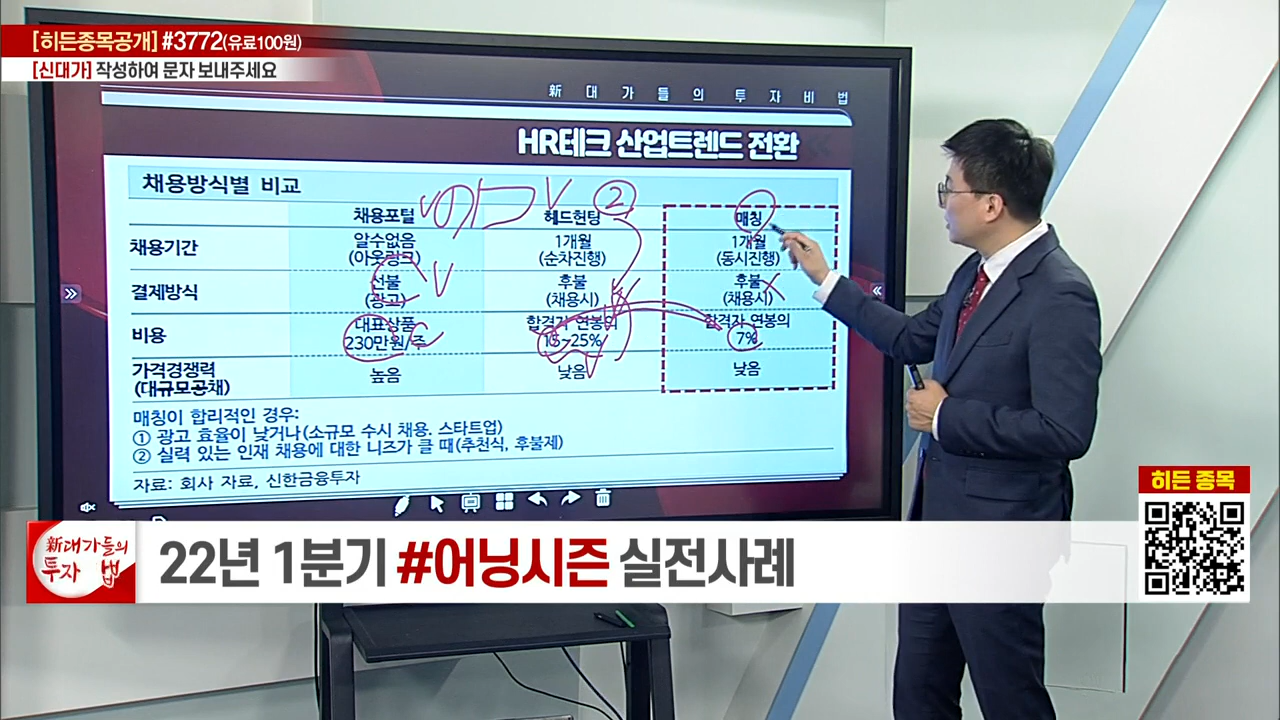 [히든종목공개] #3772(유료100원)
[신대가] 작성하여 문자 보내주세요
新 대 가 들 의 투 자 비 법
HR테크 산업트렌드 전환
채용방식별 비교
채용포털 헤드헌팅 매칭
②
채용기간 알수없음 (아웃링크) 1개월 (순차진행) 1개월 (동시진행)
결제방식 선불 (광고) 후불 (채용시) 후불 (채용시)
비용 대표상품 230만원/주 합격자 연봉의 15~25% 합격자 연봉의 7%
가격경쟁력 (대규모공채) 높음 낮음 낮음
매칭이 합리적인 경우:
① 광고 효율이 낮거나(소규모 수시 채용, 스타트업)
② 실력 있는 인재 채용에 대한 니즈가 클 때(추천식, 후불제)
자료: 회사 자료, 신한금융투자
히든 종목
新대가들의
투자 법
22년 1분기 #어닝시즌 실전사례